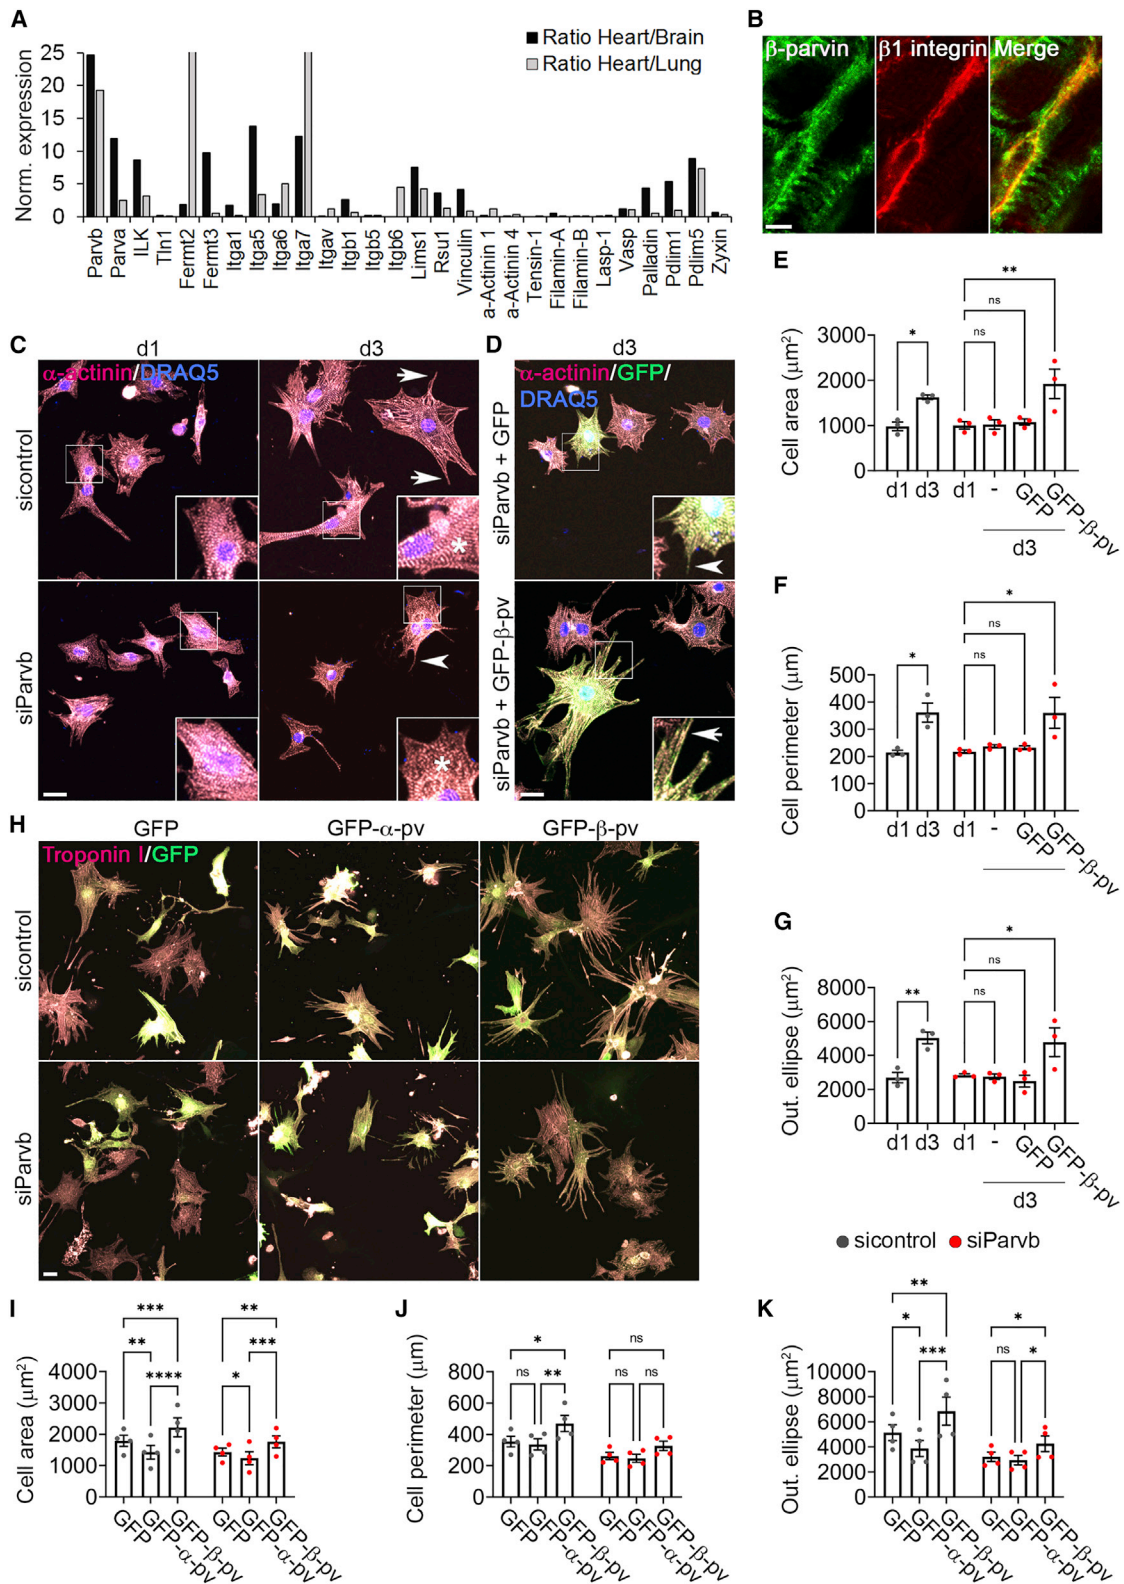 A
Norm. expression
25
20
15
10
5
0
Ratio Heart/Brain
Ratio Heart/Lung
Parvb
Parva
ILK
Tln1
Fermt2
Fermt3
Itga1
Itga5
Itga6
Itga7
Itgav
Itgb1
Itgb5
Itgb6
Lims1
Rsu1
Vinculin
a-Actinin 1
a-Actinin 4
Tensin-1
Filamin-A
Filamin-B
Lasp-1
Vasp
Palladin
Pdlim1
Pdlim5
Zyxin
B
β-parvin
β1 integrin
Merge
C
d1
d3
α-actinin/DRAQ5
sicontrol
siParvb
*
*
D
d3
α-actinin/GFP/
DRAQ5
siParvb + GFP
siParvb + GFP-β-pv
E
Cell area (μm²)
3000
2000
1000
0
*
ns
ns
**
d1
d3
d1
-
GFP
GFP-β-pv
d3
F
Cell perimeter (μm)
500
400
300
200
100
0
*
ns
ns
*
d1
d3
d1
-
GFP
GFP-β-pv
G
Out. ellipse (μm²)
8000
6000
4000
2000
0
**
ns
ns
*
d1
d3
d1
-
GFP
GFP-β-pv
d3
sicontrol
siParvb
H
GFP
GFP-α-pv
GFP-β-pv
Troponin I/GFP
sicontrol
siParvb
I
Cell area (μm²)
4000
3000
2000
1000
0
***
**
****
**
***
*
GFP
GFP-α-pv
GFP-β-pv
GFP
GFP-α-pv
GFP-β-pv
J
Cell perimeter (μm)
800
600
400
200
0
*
ns
**
ns
ns
ns
GFP
GFP-α-pv
GFP-β-pv
GFP
GFP-α-pv
GFP-β-pv
K
Out. ellipse (μm²)
10000
8000
6000
4000
2000
0
**
*
***
*
ns
*
GFP
GFP-α-pv
GFP-β-pv
GFP
GFP-α-pv
GFP-β-pv